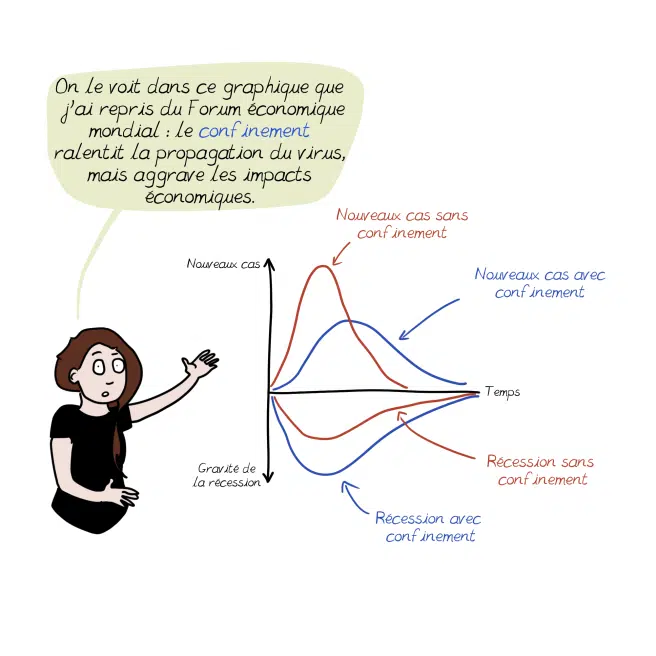 On le voit dans ce graphique que
j'ai repris du Forum économique
mondial : le confinement
ralentit la propagation du virus,
mais aggrave les impacts
économiques.
Nouveaux cas sans
confinement
Nouveaux cas
Nouveaux cas avec
confinement
Temps
Gravité de
la récession
Récession sans
confinement
Récession avec
confinement